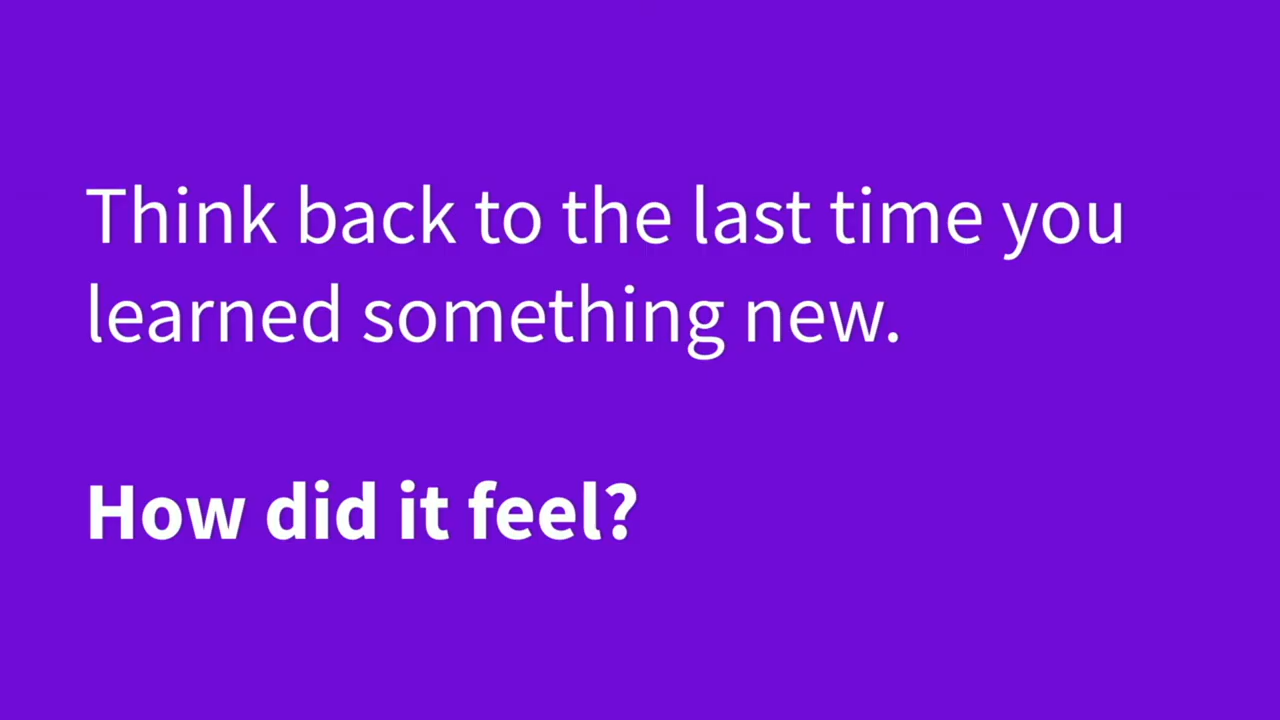 Think back to the last time you
learned something new.
How did it feel?